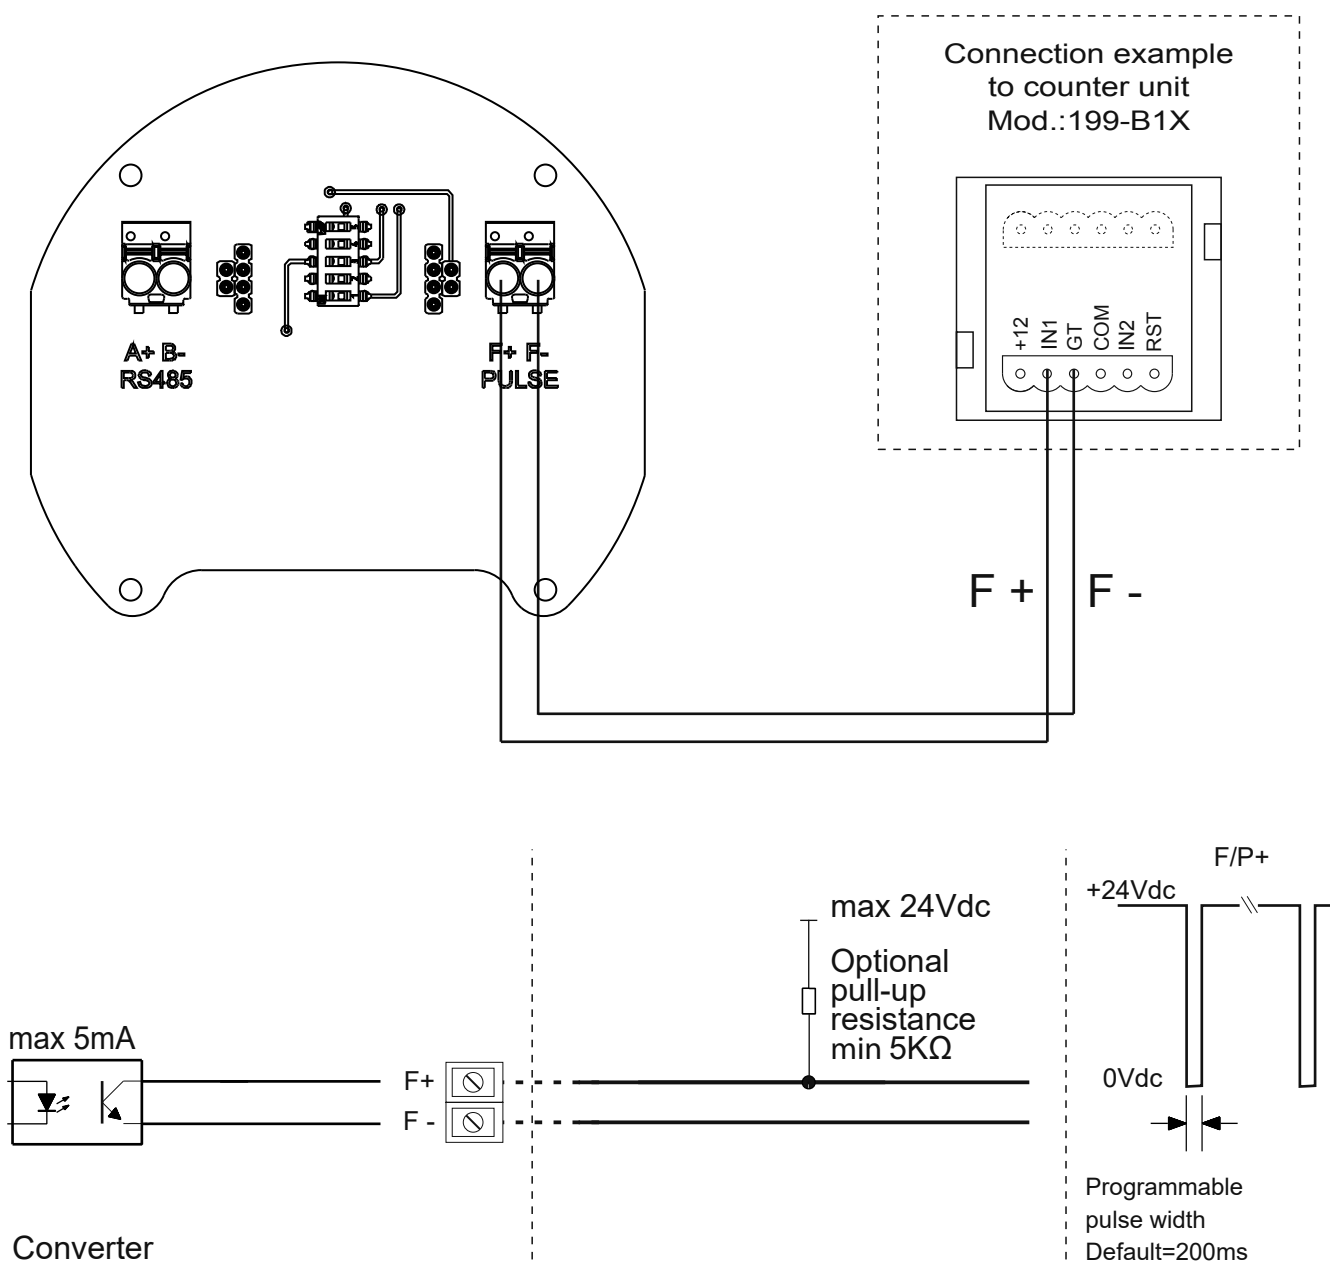 Connection example
to counter unit
Mod.:199-B1X
+12 IN1 GT COM IN2 RST
A+ B-
RS485
F+ F-
PULSE
F + F -
F/P+
+24Vdc
max 24Vdc
Optional
pull-up
resistance
min 5KΩ
max 5mA
F+
F -
0Vdc
Programmable
pulse width
Default=200ms
Converter